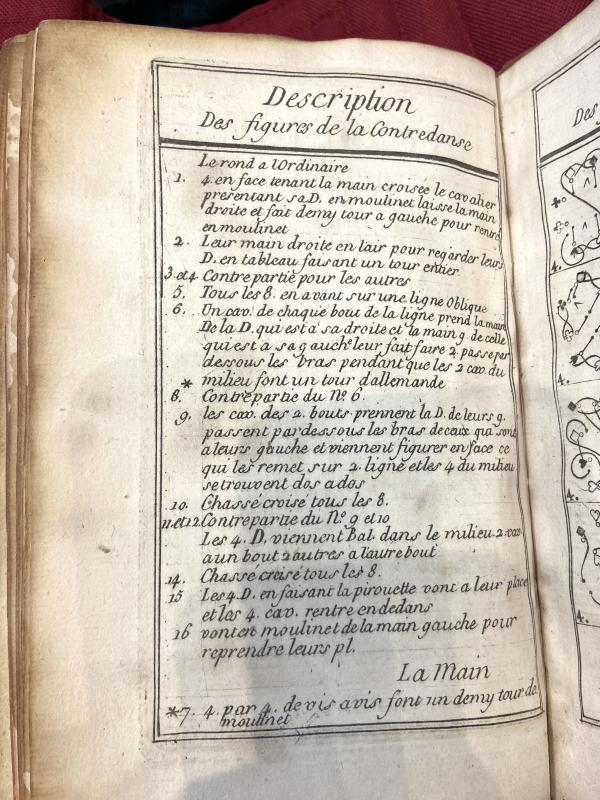 Description
Des figures de la Contredanse
Le rond a l'Ordinaire
1. 4. en face tenant la main croisée le cavalier
presentant sa D. en moulinet laisse la main
droite et fait demy tour a gauche pour rentre
en moulinet
2. Leur main droite en l'air pour regarder leurs
D. en tableau faisant un tour entier.
3. et 4. Contrepartie pour les autres
5. Tous les 8. en avant sur une ligne Oblique
6. Un cav. de chaque bout de la ligne prend la main
De la D. qui est a sa droite et la main g. de celle
qui est a sa gauche leur fait faire 2. passe par
dessous les bras pendant que les 2 cav. du
* milieu font un tour d'allemande
8. Contrepartie du N.º 6.
9. les cav. des 2. bouts prennent la D. de leurs g.
passent par dessous les bras de ceux qui sont
a leurs gauche et viennent figurer en face ce
qui les remet sur 2. ligne et les 4 du milieu
se trouvent dos a dos
10. Chassé croisé tous les 8.
11. et 12. Contrepartie du N.º 9 et 10
Les 4. D, viennent Bal. dans le milieu. 2. cav.
a un bout 2 autres a l'autre bout
14. Chassé croisé tous les 8.
15 Les 4. D. en faisant la pirouette vont a leur place
et les 4. cav. rentre en dedans
16 vont en moulinet de la main gauche pour
reprendre leurs pl.
La Main
*7. 4. par 4. de vis a vis font un demy tour de
moulinet
Des
4.
4.
4.
4.